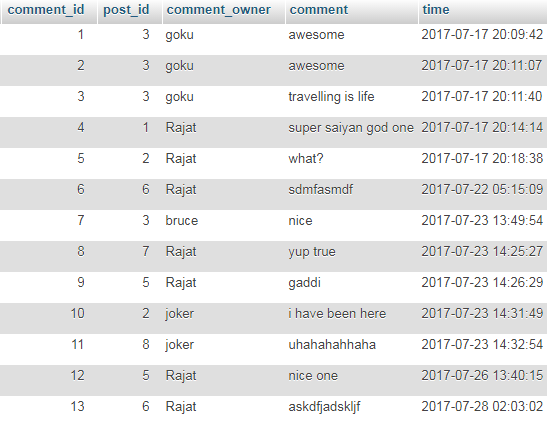 comment_id post_id comment_owner comment time
1 3 goku awesome 2017-07-17 20:09:42
2 3 goku awesome 2017-07-17 20:11:07
3 3 goku travelling is life 2017-07-17 20:11:40
4 1 Rajat super saiyan god one 2017-07-17 20:14:14
5 2 Rajat what? 2017-07-17 20:18:38
6 6 Rajat sdmfasmdf 2017-07-22 05:15:09
7 3 bruce nice 2017-07-23 13:49:54
8 7 Rajat yup true 2017-07-23 14:25:27
9 5 Rajat gaddi 2017-07-23 14:26:29
10 2 joker i have been here 2017-07-23 14:31:49
11 8 joker uhahahahhaha 2017-07-23 14:32:54
12 5 Rajat nice one 2017-07-26 13:40:15
13 6 Rajat askdfjadskljf 2017-07-28 02:03:02